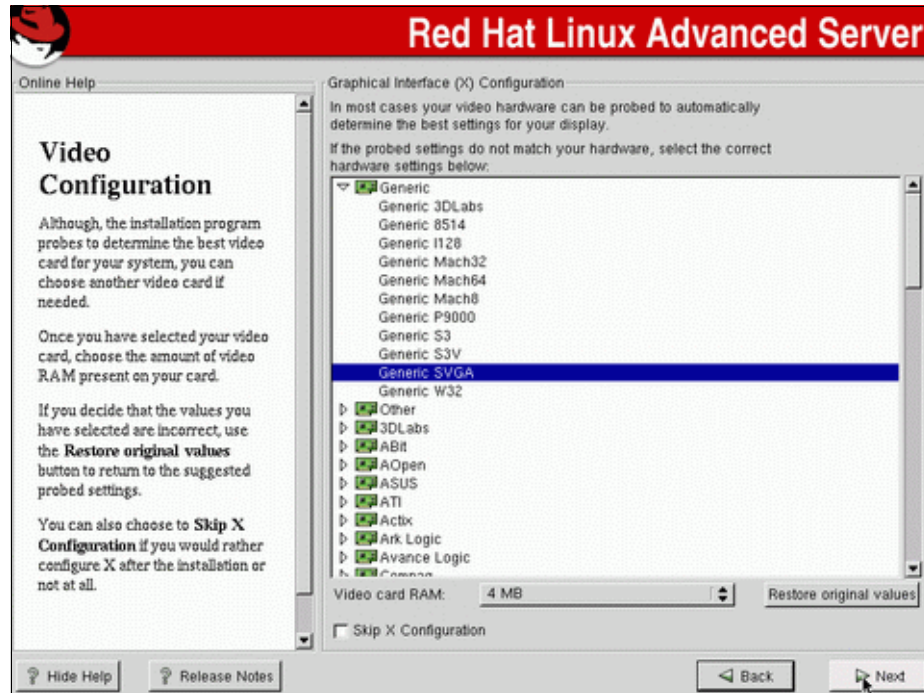 Red Hat Linux Advanced Server
Online Help
Video
Configuration
Although, the installation program
probes to determine the best video
card for your system, you can
choose another video card if
needed.
Once you have selected your video
card, choose the amount of video
RAM present on your card.
If you decide that the values you
have selected are incorrect, use
the Restore original values
button to return to the suggested
probed settings.
You can also choose to Skip X
Configuration if you would rather
configure X after the installation or
not at all.
Graphical Interface (X) Configuration
In most cases your video hardware can be probed to automatically
determine the best settings for your display.
If the probed settings do not match your hardware, select the correct
hardware settings below:
Generic
Generic 3DLabs
Generic 8514
Generic I128
Generic Mach32
Generic Mach64
Generic Mach8
Generic P9000
Generic S3
Generic S3V
Generic SVGA
Generic W32
Other
3DLabs
ABit
AOpen
ASUS
ATI
Actix
Ark Logic
Avance Logic
Compaq
Video card RAM: 4 MB Restore original values
Skip X Configuration
Hide Help Release Notes Back Next